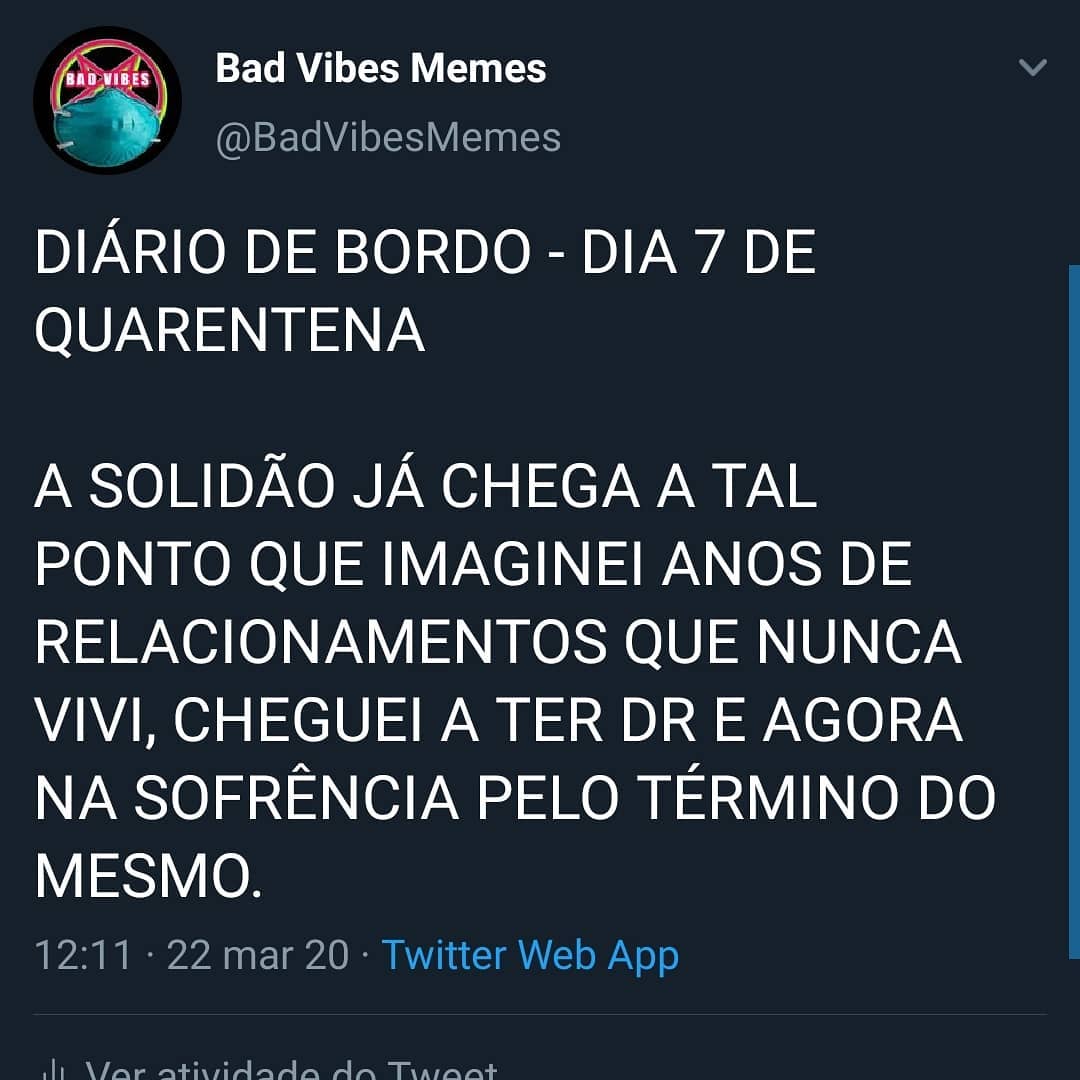 BAD VIBES
Bad Vibes Memes
@BadVibesMemes
DIÁRIO DE BORDO - DIA 7 DE
QUARENTENA
A SOLIDÃO JÁ CHEGA A TAL
PONTO QUE IMAGINEI ANOS DE
RELACIONAMENTOS QUE NUNCA
VIVI, CHEGUEI A TER DR E AGORA
NA SOFRÊNCIA PELO TÉRMINO DO
MESMO.
12:11 · 22 mar 20 · Twitter Web App
Ver atividade do Tweet